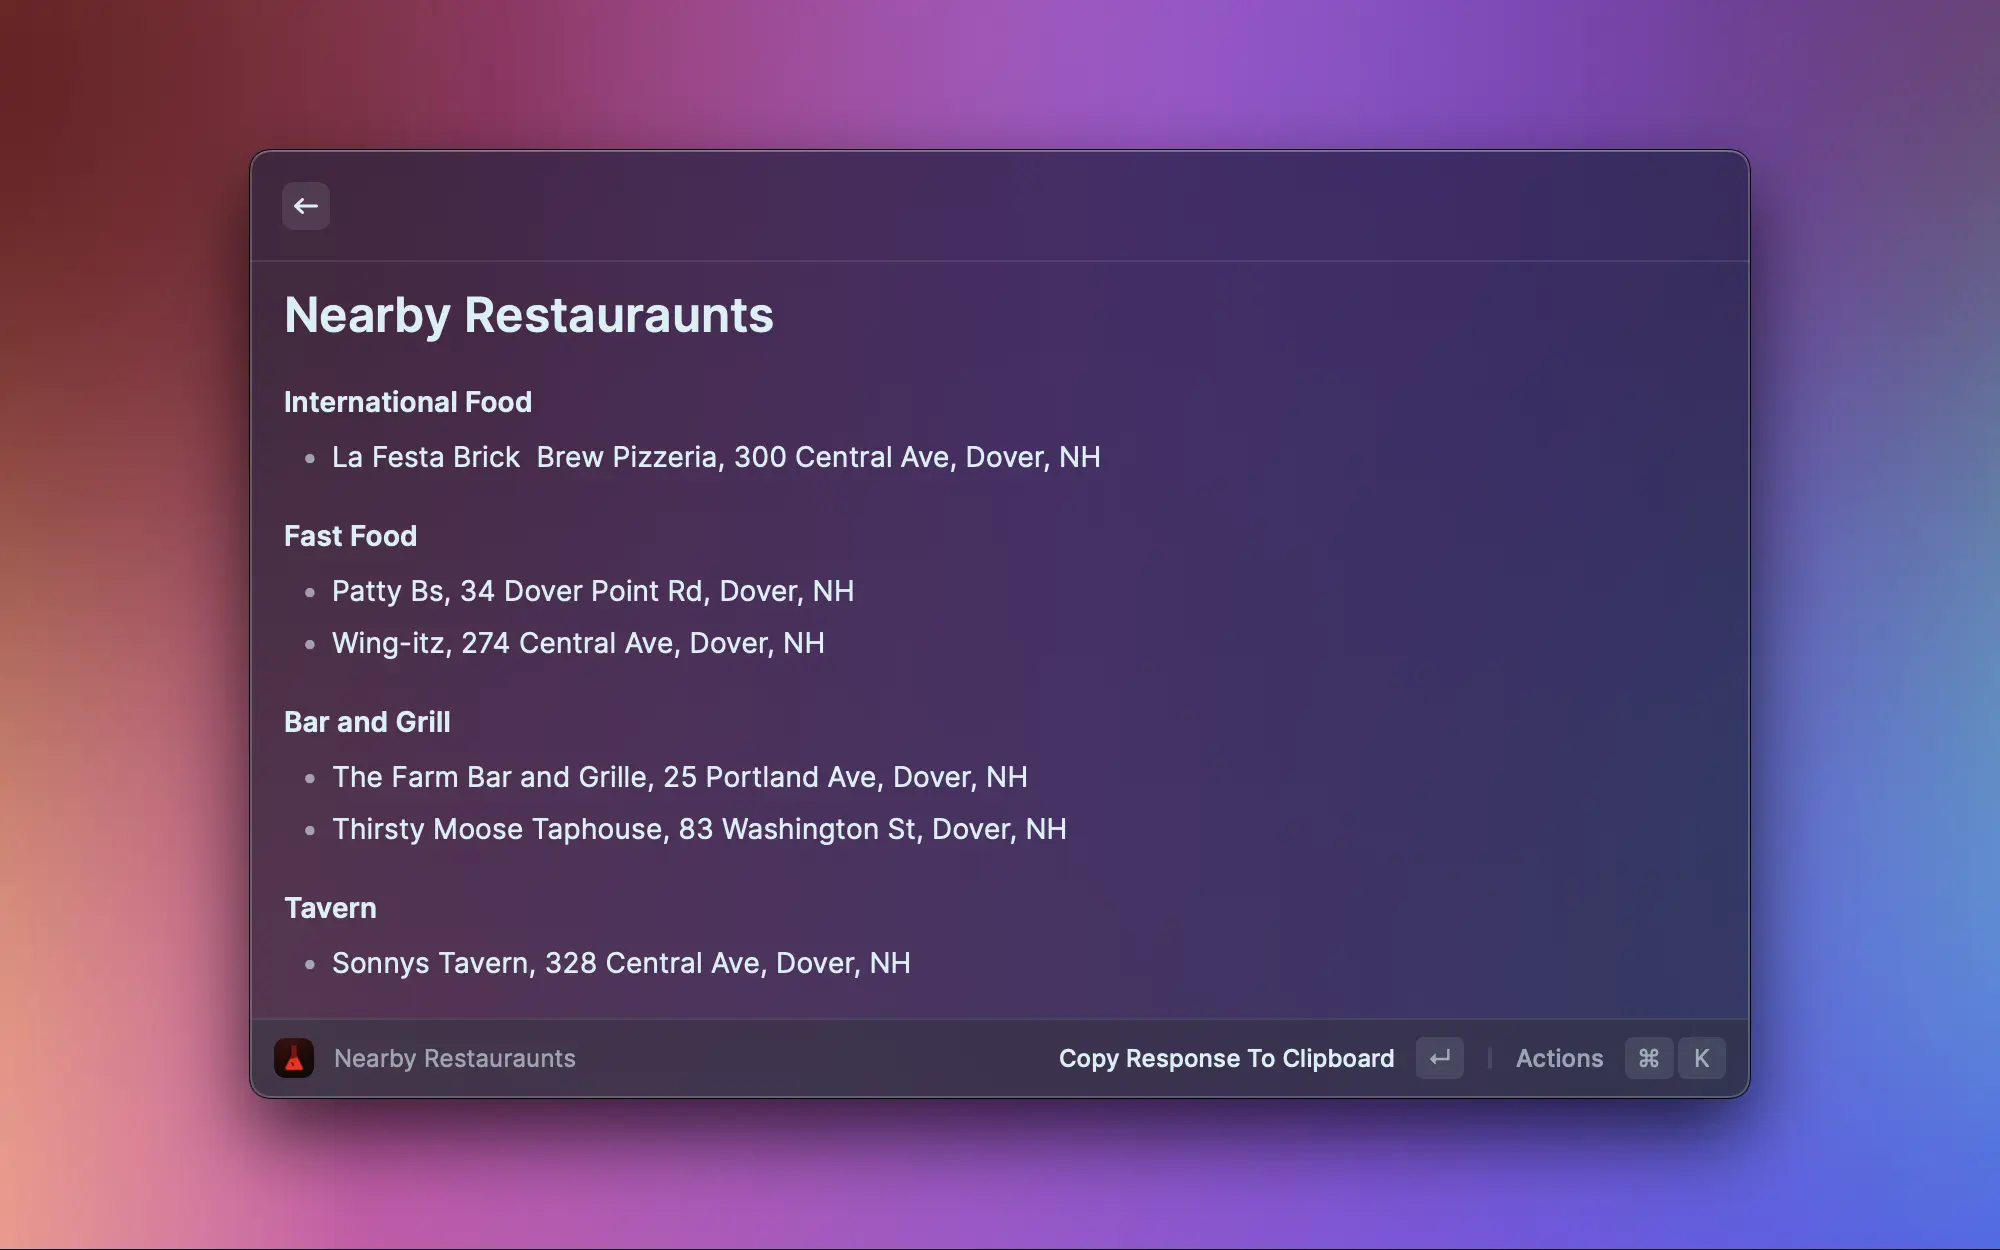 Nearby Restauraunts
International Food
La Festa Brick  Brew Pizzeria, 300 Central Ave, Dover, NH
Fast Food
Patty Bs, 34 Dover Point Rd, Dover, NH
Wing-itz, 274 Central Ave, Dover, NH
Bar and Grill
The Farm Bar and Grille, 25 Portland Ave, Dover, NH
Thirsty Moose Taphouse, 83 Washington St, Dover, NH
Tavern
Sonnys Tavern, 328 Central Ave, Dover, NH
Nearby Restauraunts Copy Response To Clipboard ↵ Actions ⌘ K